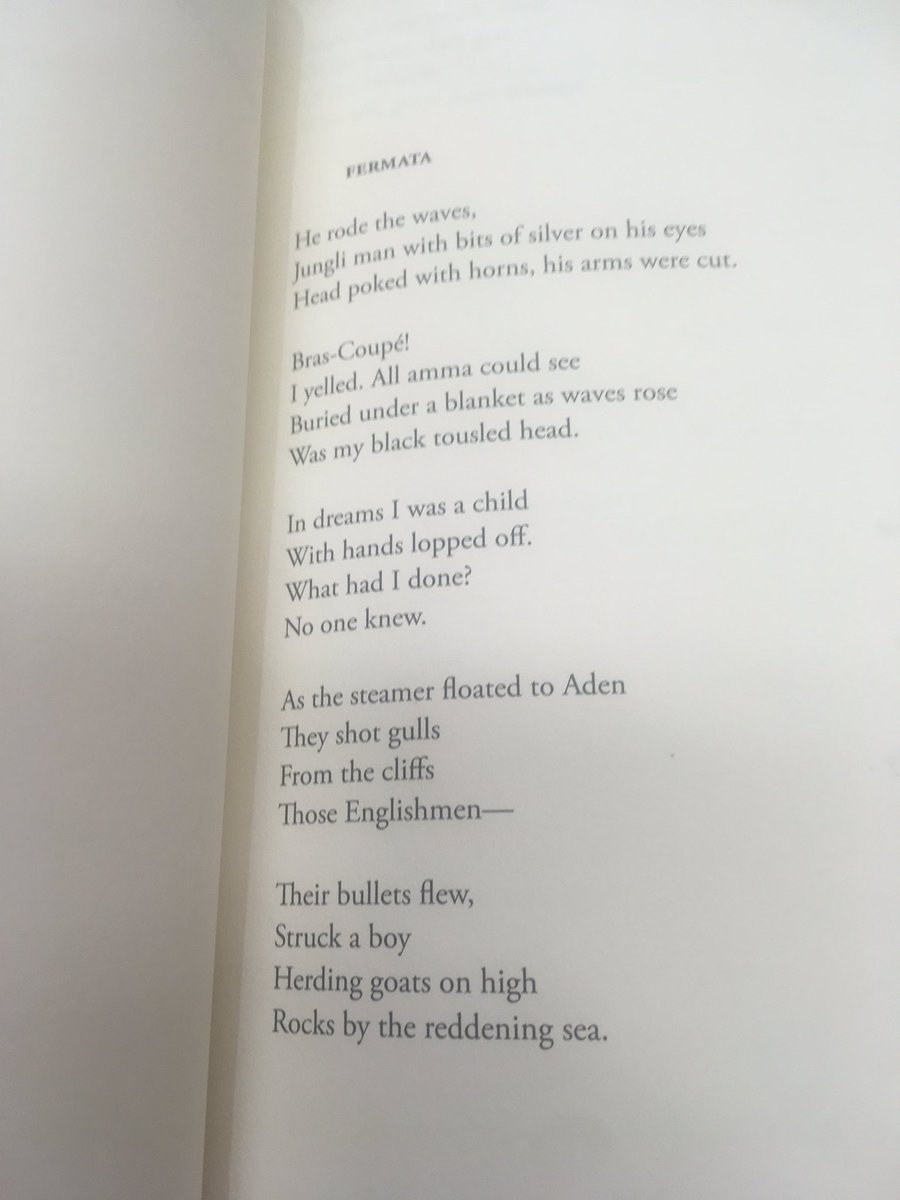 FERMATA
He rode the waves,
Jungli man with bits of silver on his eyes
Head poked with horns, his arms were cut.
Bras-Coupé!
I yelled. All amma could see
Buried under a blanket as waves rose
Was my black tousled head.
In dreams I was a child
With hands lopped off.
What had I done?
No one knew.
As the steamer floated to Aden
They shot gulls
From the cliffs
Those Englishmen—
Their bullets flew,
Struck a boy
Herding goats on high
Rocks by the reddening sea.